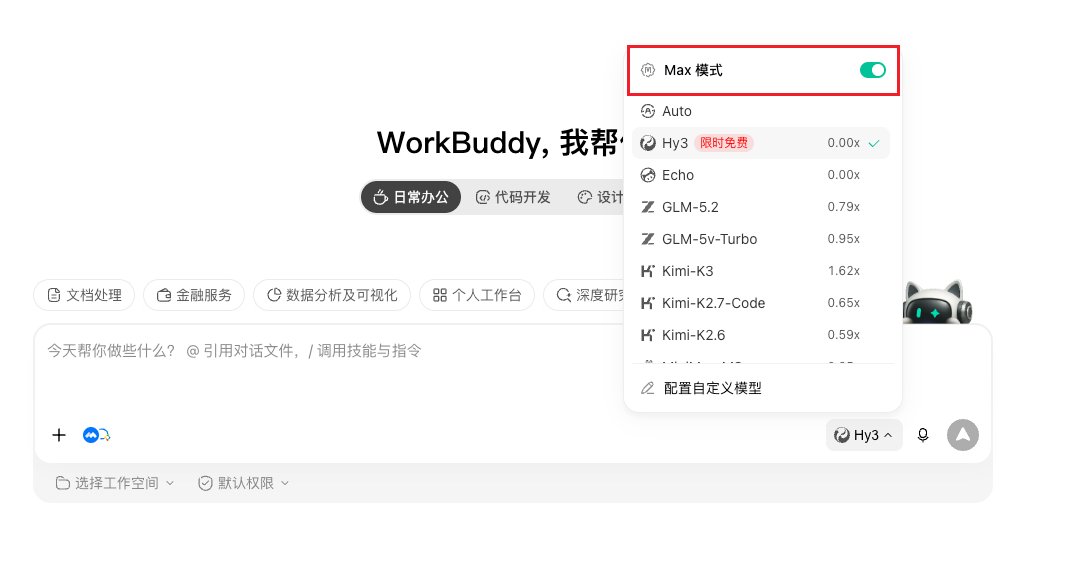 Max 模式
Auto
WorkBuddy, 我帮
Hy3 限时免费 0.00x
Echo 0.00x
日常办公 代码开发 设计
GLM-5.2 0.79x
GLM-5v-Turbo 0.95x
Kimi-K3 1.62x
文档处理 金融服务 数据分析及可视化 个人工作台 深度研
Kimi-K2.7-Code 0.65x
Kimi-K2.6 0.59x
今天帮你做些什么? @ 引用对话文件, / 调用技能与指令
配置自定义模型
Hy3
选择工作空间 默认权限